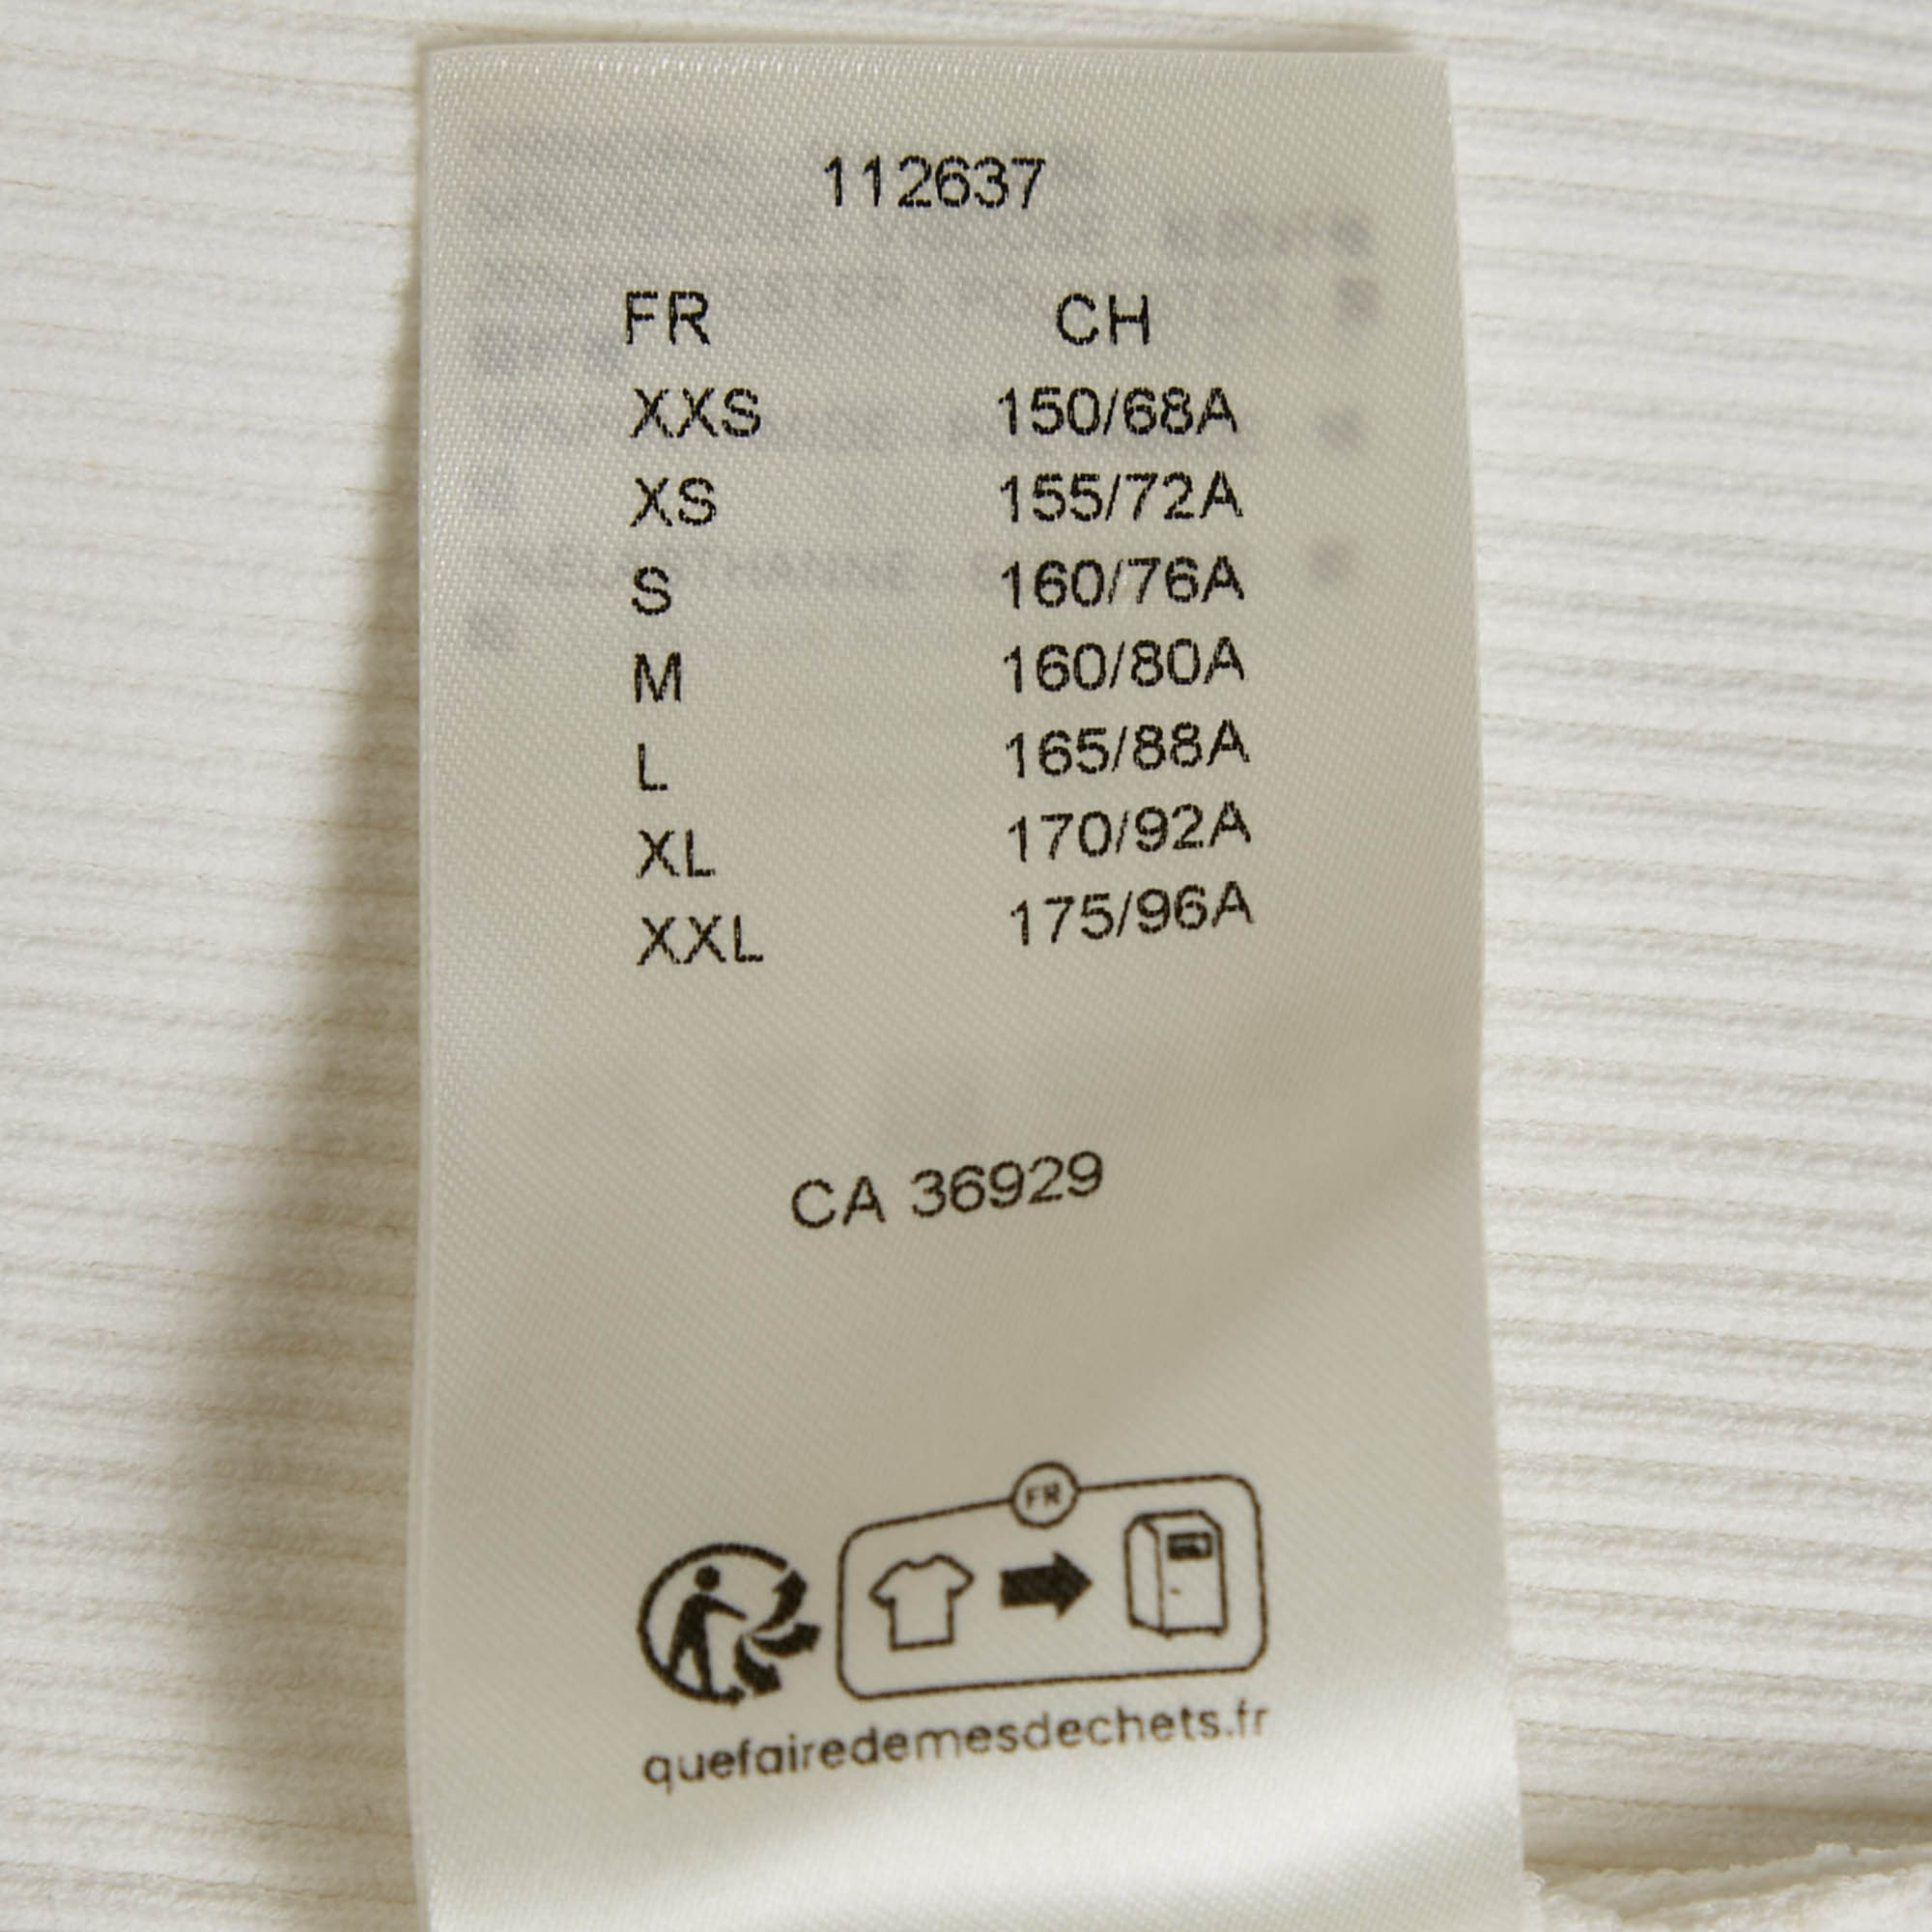 112637
FR CH
XXS 150/68A
XS 155/72A
S 160/76A
M 160/80A
L 165/88A
XL 170/92A
XXL 175/96A
CA 36929
FR
quefairedemesdechets.fr